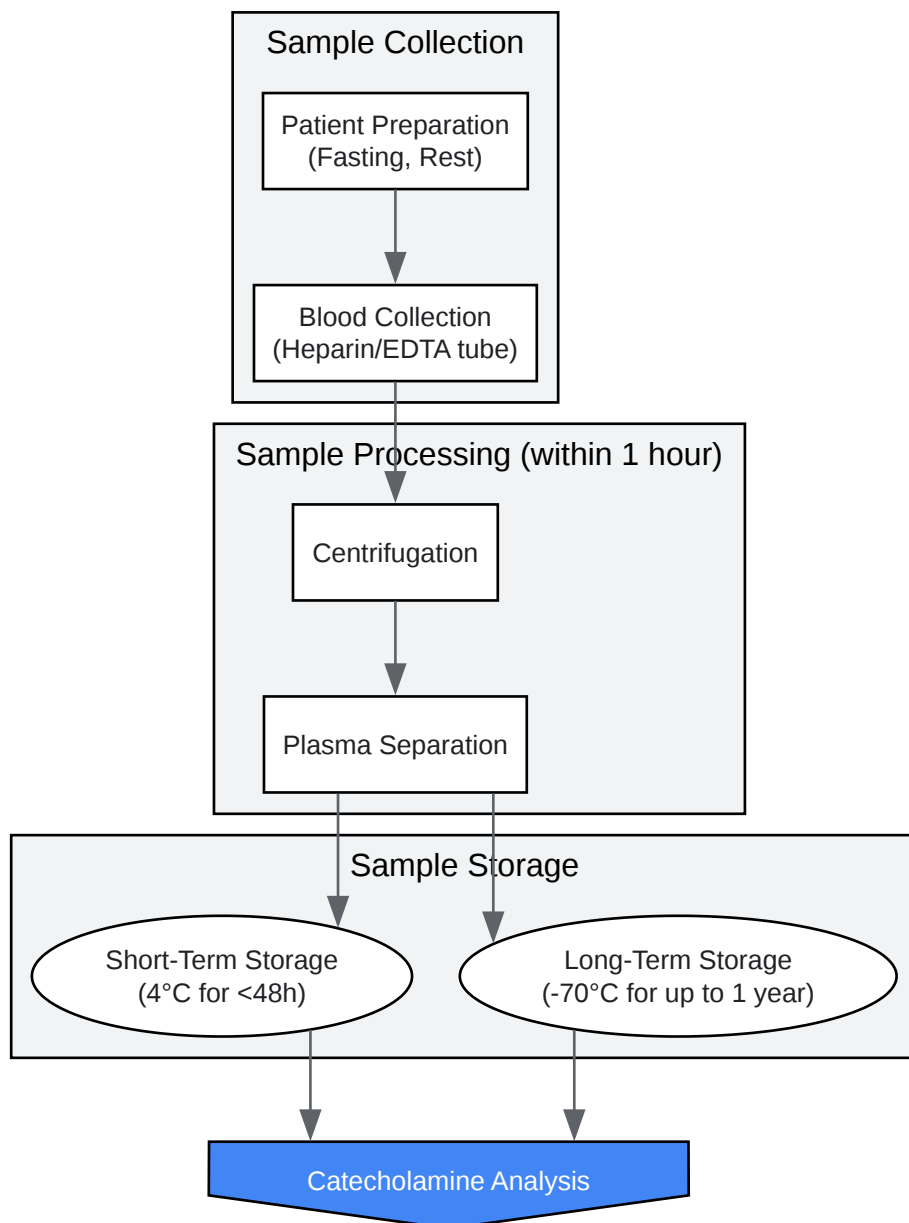 Sample Collection
Patient Preparation
(Fasting, Rest)
Blood Collection
(Heparin/EDTA tube)
Sample Processing (within 1 hour)
Centrifugation
Plasma Separation
Sample Storage
Short-Term Storage
(4°C for <48h)
Long-Term Storage
(-70°C for up to 1 year)
Catecholamine Analysis